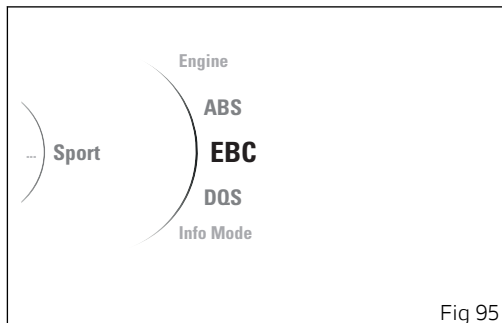 Engine
ABS
... Sport
EBC
DQS
Info Mode
Fig 95